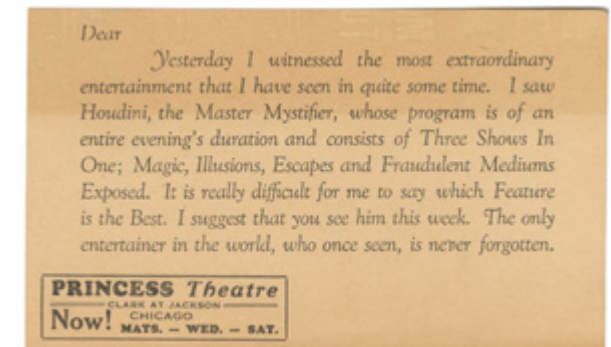 Dear
Yesterday I witnessed the most extraordinary
entertainment that I have seen in quite some time. I saw
Houdini, the Master Mystifier, whose program is of an
entire evening's duration and consists of Three Shows In
One; Magic, Illusions, Escapes and Fraudulent Mediums
Exposed. It is really difficult for me to say which Feature
is the Best. I suggest that you see him this week. The only
entertainer in the world, who once seen, is never forgotten.
PRINCESS Theatre
CLARK AT JACKSON
CHICAGO
Now! MATS. – WED. – SAT.